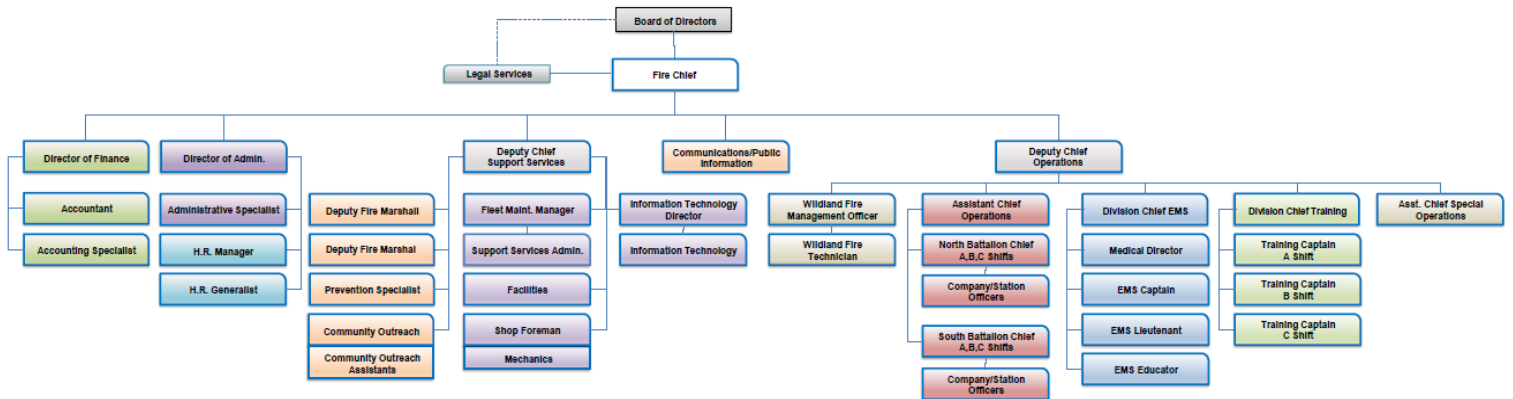 Board of Directors
Legal Services
Fire Chief
Director of Finance
Director of Admin.
Deputy Chief
Support Services
Communications/Public
Information
Deputy Chief
Operations
Accountant
Accounting Specialist
Administrative Specialist
H.R. Manager
H.R. Generalist
Deputy Fire Marshall
Deputy Fire Marshal
Prevention Specialist
Community Outreach
Community Outreach
Assistants
Fleet Maint. Manager
Support Services Admin.
Facilities
Shop Foreman
Mechanics
Information Technology
Director
Information Technology
Wildland Fire
Management Officer
Wildland Fire
Technician
Assistant Chief
Operations
North Battalion Chief
A,B,C Shifts
Company/Station
Officers
South Battalion Chief
A,B,C Shifts
Company/Station
Officers
Division Chief EMS
Medical Director
EMS Captain
EMS Lieutenant
EMS Educator
Division Chief Training
Training Captain
A Shift
Training Captain
B Shift
Training Captain
C Shift
Asst. Chief Special
Operations